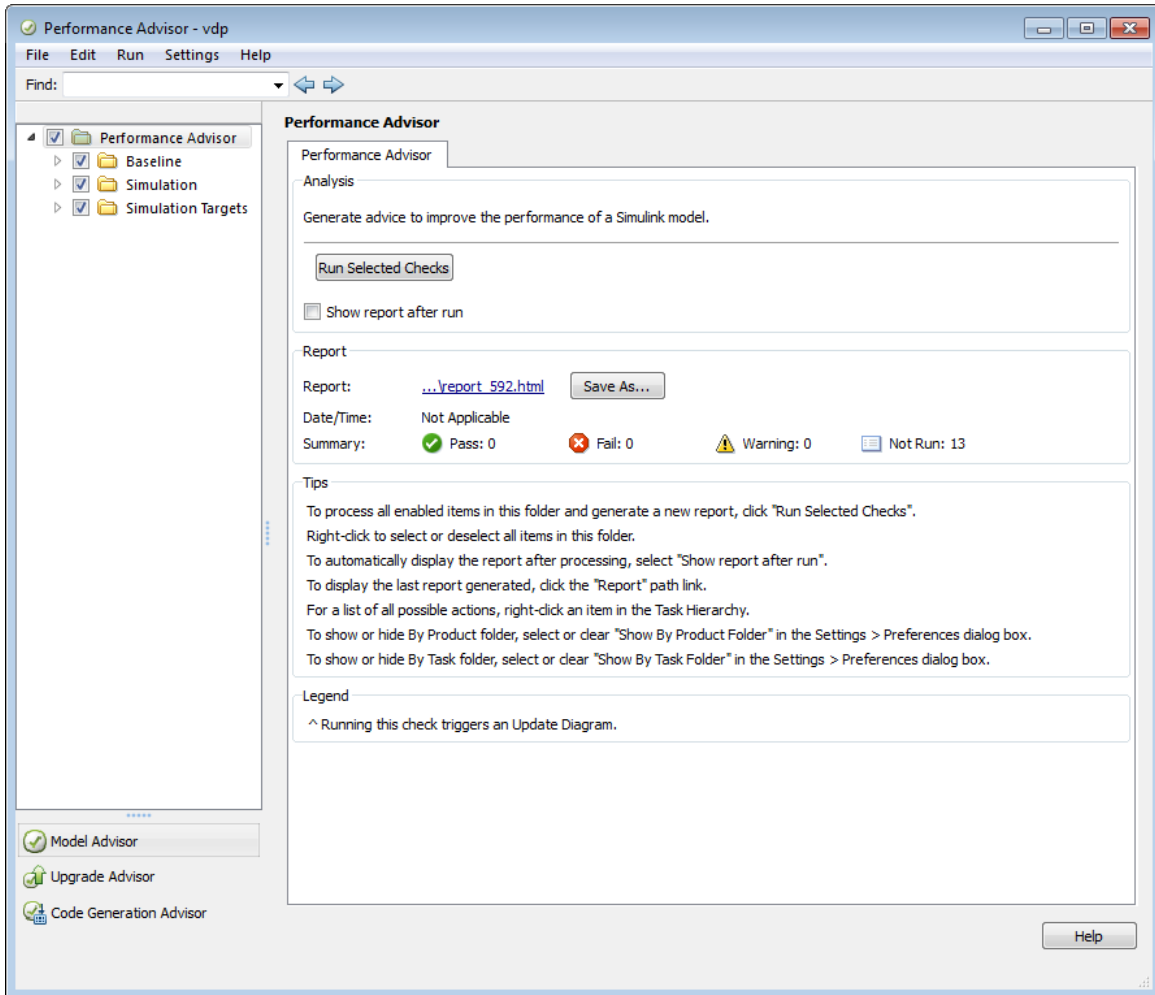 Performance Advisor - vdp
File Edit Run Settings Help
Find:
Performance Advisor
Baseline
Simulation
Simulation Targets
Model Advisor
Upgrade Advisor
Code Generation Advisor
Performance Advisor
Performance Advisor
Analysis
Generate advice to improve the performance of a Simulink model.
Run Selected Checks
Show report after run
Report
Report: ...\report_592.html Save As...
Date/Time: Not Applicable
Summary: Pass: 0 Fail: 0 Warning: 0 Not Run: 13
Tips
To process all enabled items in this folder and generate a new report, click "Run Selected Checks".
Right-click to select or deselect all items in this folder.
To automatically display the report after processing, select "Show report after run".
To display the last report generated, click the "Report" path link.
For a list of all possible actions, right-click an item in the Task Hierarchy.
To show or hide By Product folder, select or clear "Show By Product Folder" in the Settings > Preferences dialog box.
To show or hide By Task folder, select or clear "Show By Task Folder" in the Settings > Preferences dialog box.
Legend
^ Running this check triggers an Update Diagram.
Help